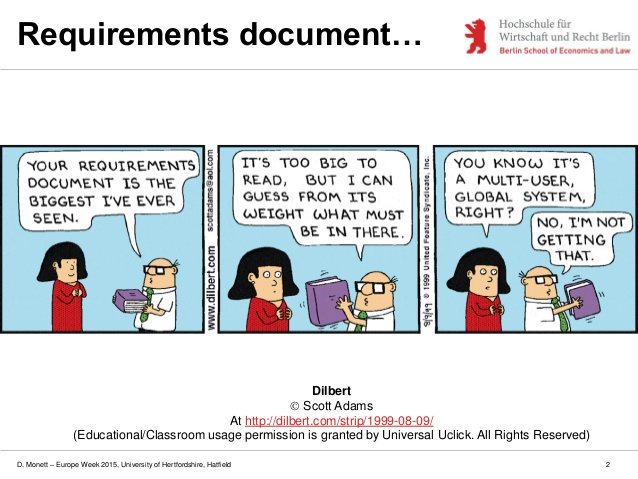 Requirements document…
Hochschule für
Wirtschaft und Recht Berlin
Berlin School of Economics and Law
YOUR REQUIREMENTS
DOCUMENT IS THE
BIGGEST I'VE EVER
SEEN.
www.dilbert.com
scottadams@aol.com
IT'S TOO BIG TO
READ, BUT I CAN
GUESS FROM ITS
WEIGHT WHAT MUST
BE IN THERE.
8/9/99 © 1999 United Feature Syndicate, Inc.
YOU KNOW IT'S
A MULTI-USER,
GLOBAL SYSTEM,
RIGHT?
NO, I'M NOT
GETTING
THAT.
Dilbert
© Scott Adams
At http://dilbert.com/strip/1999-08-09/
(Educational/Classroom usage permission is granted by Universal Uclick. All Rights Reserved)
D. Monett – Europe Week 2015, University of Hertfordshire, Hatfield
2